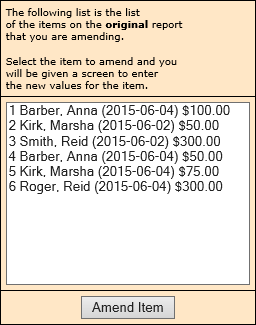 The following list is the list
of the items on the original report
that you are amending.
Select the item to amend and you
will be given a screen to enter
the new values for the item.
1 Barber, Anna (2015-06-04) $100.00
2 Kirk, Marsha (2015-06-02) $50.00
3 Smith, Reid (2015-06-02) $300.00
4 Barber, Anna (2015-06-04) $50.00
5 Kirk, Marsha (2015-06-04) $75.00
6 Roger, Reid (2015-06-04) $300.00
Amend Item